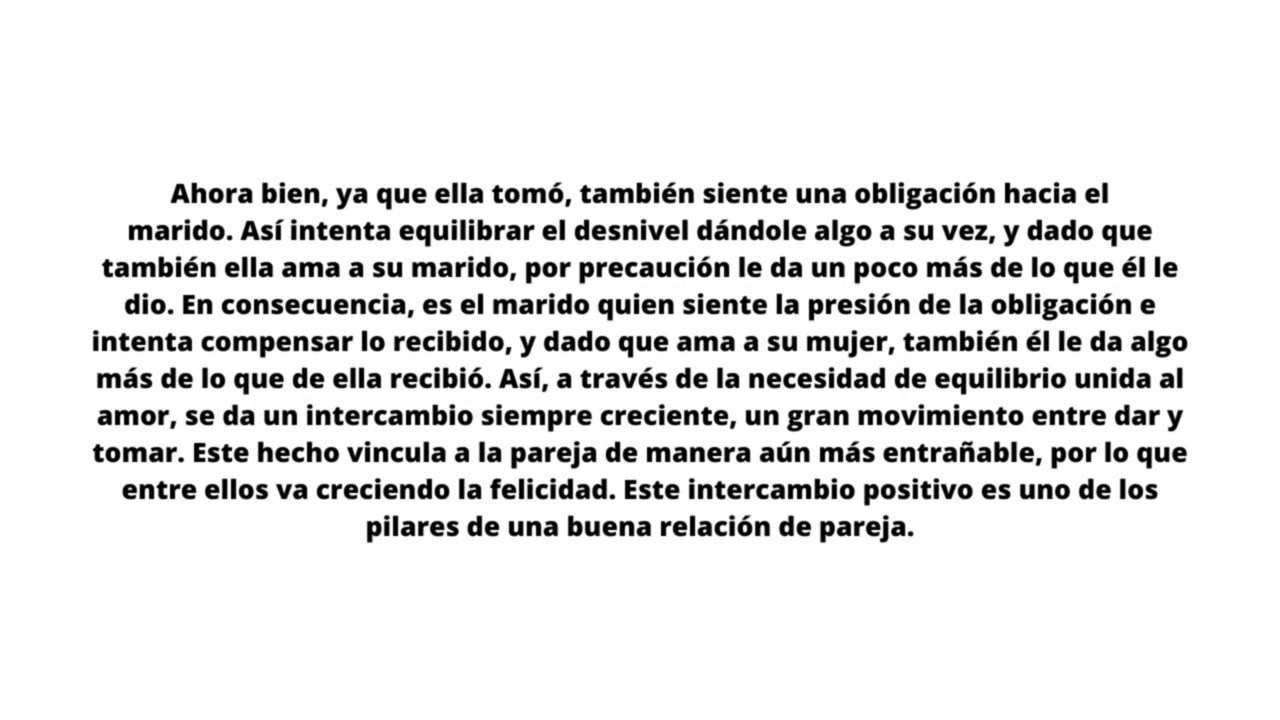 Ahora bien, ya que ella tomó, también siente una obligación hacia el
marido. Así intenta equilibrar el desnivel dándole algo a su vez, y dado que
también ella ama a su marido, por precaución le da un poco más de lo que él le
dio. En consecuencia, es el marido quien siente la presión de la obligación e
intenta compensar lo recibido, y dado que ama a su mujer, también él le da algo
más de lo que de ella recibió. Así, a través de la necesidad de equilibrio unida al
amor, se da un intercambio siempre creciente, un gran movimiento entre dar y
tomar. Este hecho vincula a la pareja de manera aún más entrañable, por lo que
entre ellos va creciendo la felicidad. Este intercambio positivo es uno de los
pilares de una buena relación de pareja.